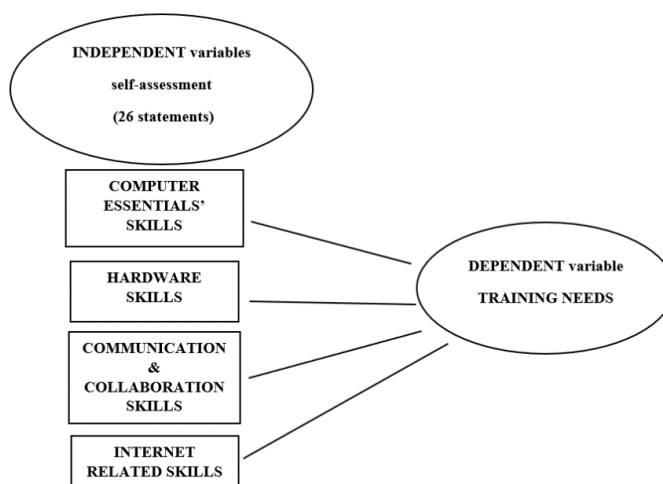 INDEPENDENT variables
self-assessment
(26 statements)
COMPUTER
ESSENTIALS’
SKILLS
HARDWARE
SKILLS
COMMUNICATION
&
COLLABORATION
SKILLS
INTERNET
RELATED SKILLS
DEPENDENT variable
TRAINING NEEDS